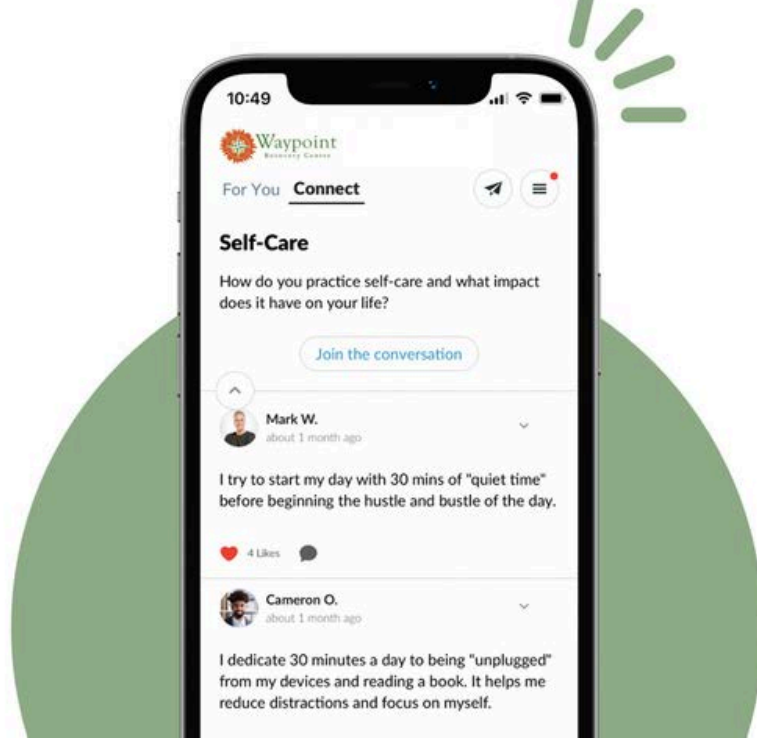 10:49
Waypoint
Recovery Center
For You Connect
Self-Care
How do you practice self-care and what impact
does it have on your life?
Join the conversation
Mark W.
about 1 month ago
I try to start my day with 30 mins of "quiet time"
before beginning the hustle and bustle of the day.
4 Likes
Cameron O.
about 1 month ago
I dedicate 30 minutes a day to being "unplugged"
from my devices and reading a book. It helps me
reduce distractions and focus on myself.